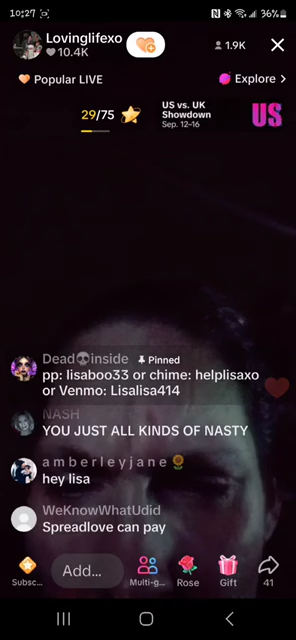 10:27
36%
Lovinglifexo
10.4K
1.9K
Popular LIVE
Explore >
29/75
US vs. UK
Showdown
Sep. 12–16
US
Dead💀inside Pinned
pp: lisaboo33 or chime: helplisaxo
or Venmo: Lisalisa414
NASH
YOU JUST ALL KINDS OF NASTY
amberleyjane🌻
hey lisa
WeKnowWhatUdid
Spreadlove can pay
Subsc...
Add...
Multi-g...
Rose
Gift
41